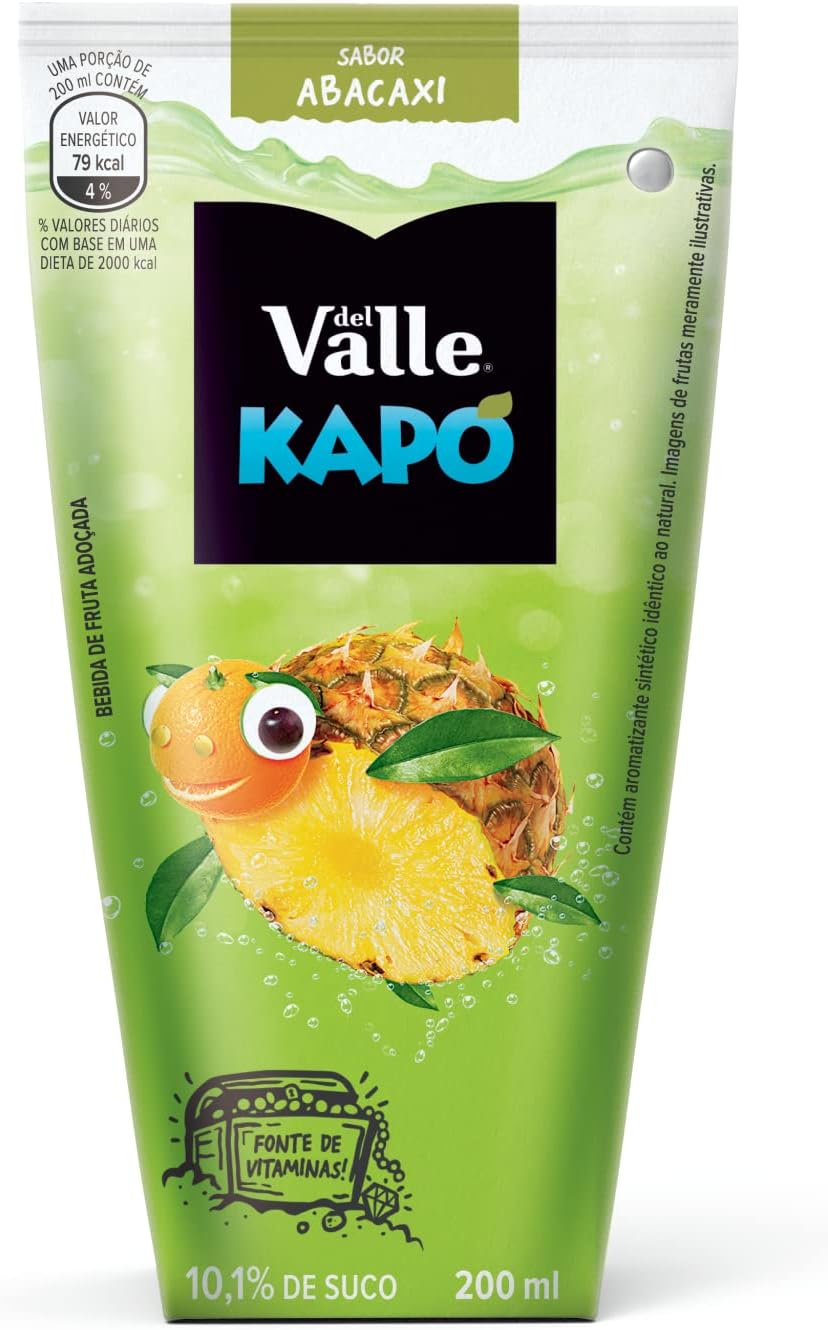 SABOR
ABACAXI
UMA PORÇÃO DE
200 ml CONTÉM
VALOR
ENERGÉTICO
79 kcal
4 %
% VALORES DIÁRIOS
COM BASE EM UMA
DIETA DE 2000 kcal
del
Valle®
KAPO
BEBIDA DE FRUTA ADOÇADA
Contém aromatizante sintético idêntico ao natural. Imagens de frutas meramente ilustrativas.
FONTE DE
VITAMINAS!
10,1% DE SUCO
200 ml